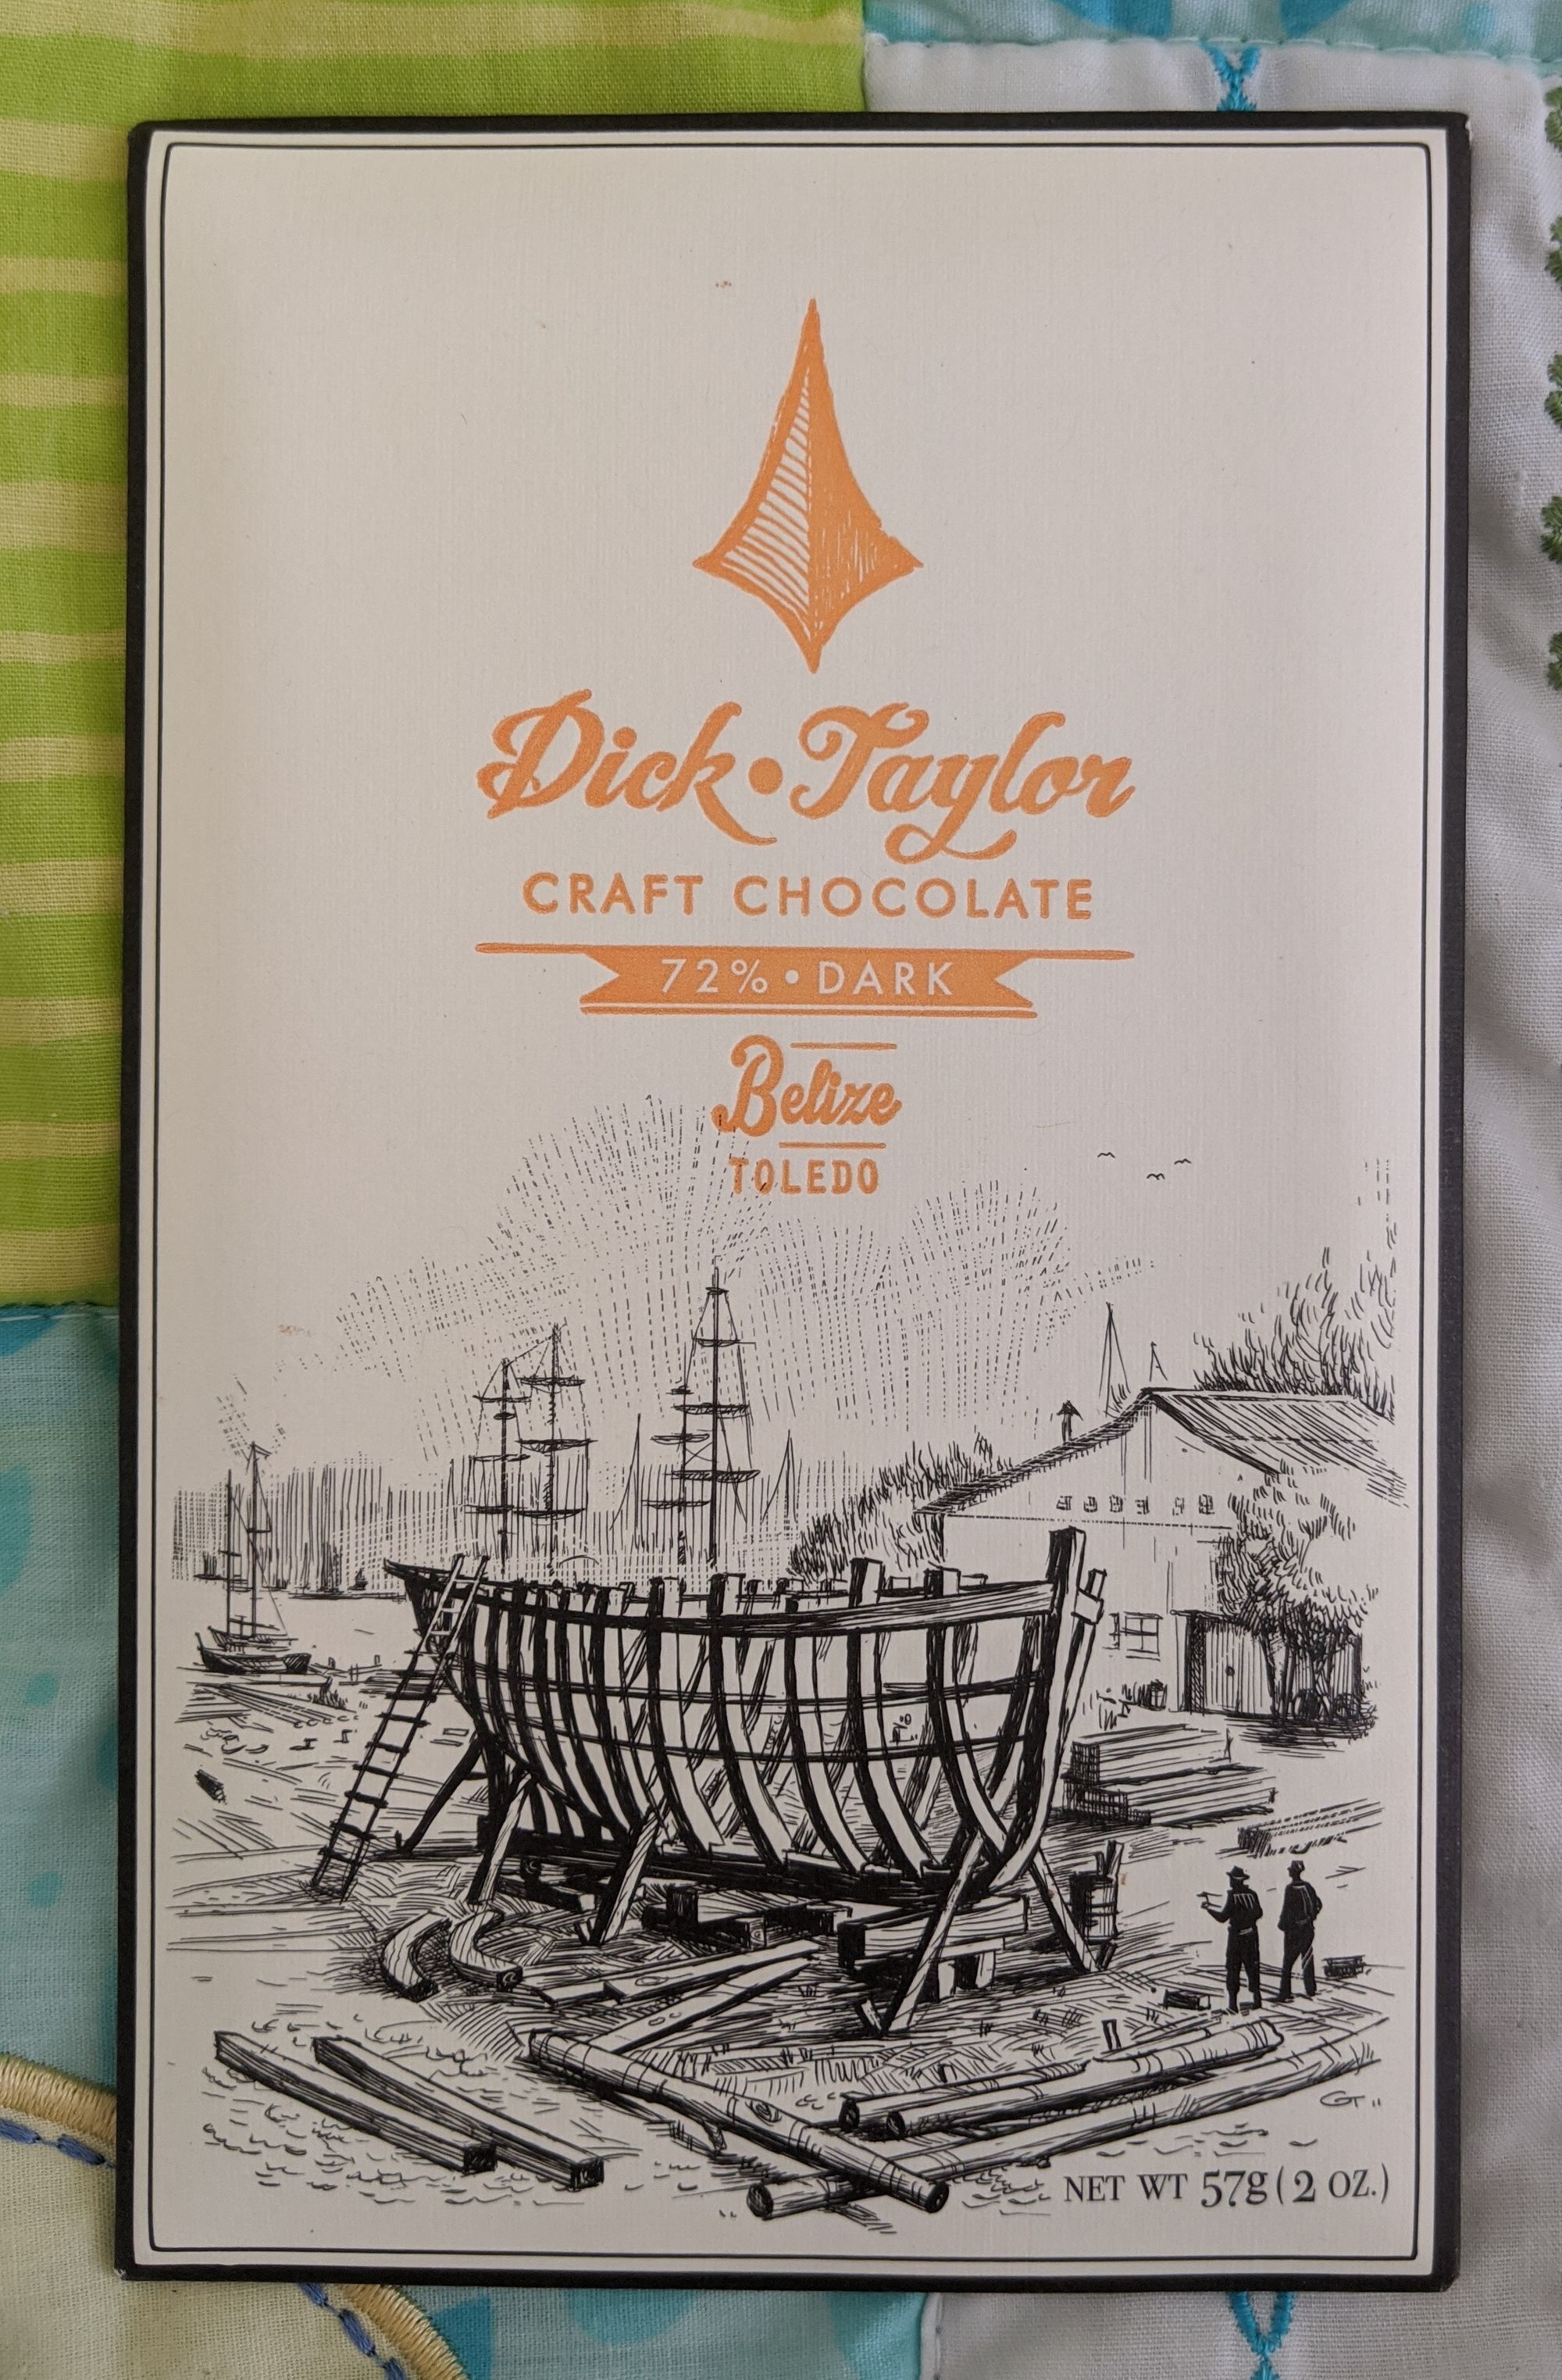 Dick • Taylor
CRAFT CHOCOLATE
72% • DARK
Belize
TOLEDO
G
NET WT 57g (2 OZ.)